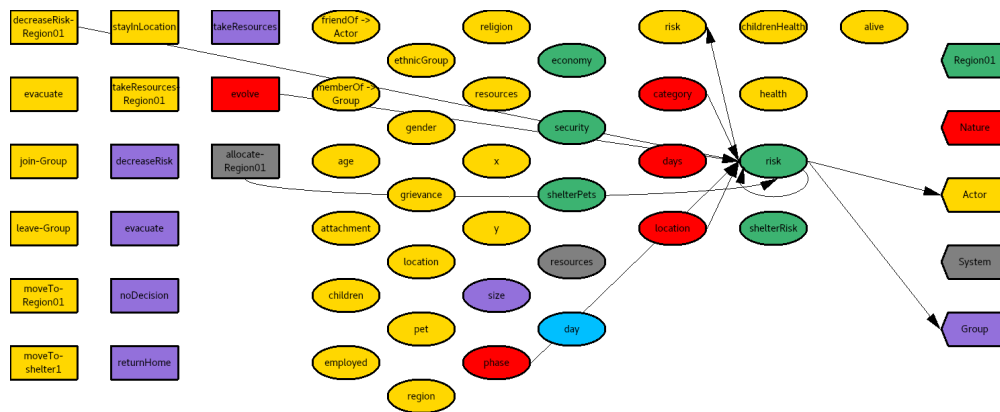 decreaseRisk-
Region01
stayInLocation
takeResources
friendOf ->
Actor
religion
risk
childrenHealth
alive
ethnicGroup
economy
Region01
evacuate
takeResources-
Region01
evolve
memberOf ->
Group
resources
category
health
gender
security
Nature
join-Group
decreaseRisk
allocate-
Region01
age
x
days
risk
grievance
shelterPets
Actor
leave-Group
evacuate
attachment
y
location
shelterRisk
location
resources
System
moveTo-
Region01
noDecision
children
size
pet
day
Group
moveTo-
shelter1
returnHome
employed
phase
region